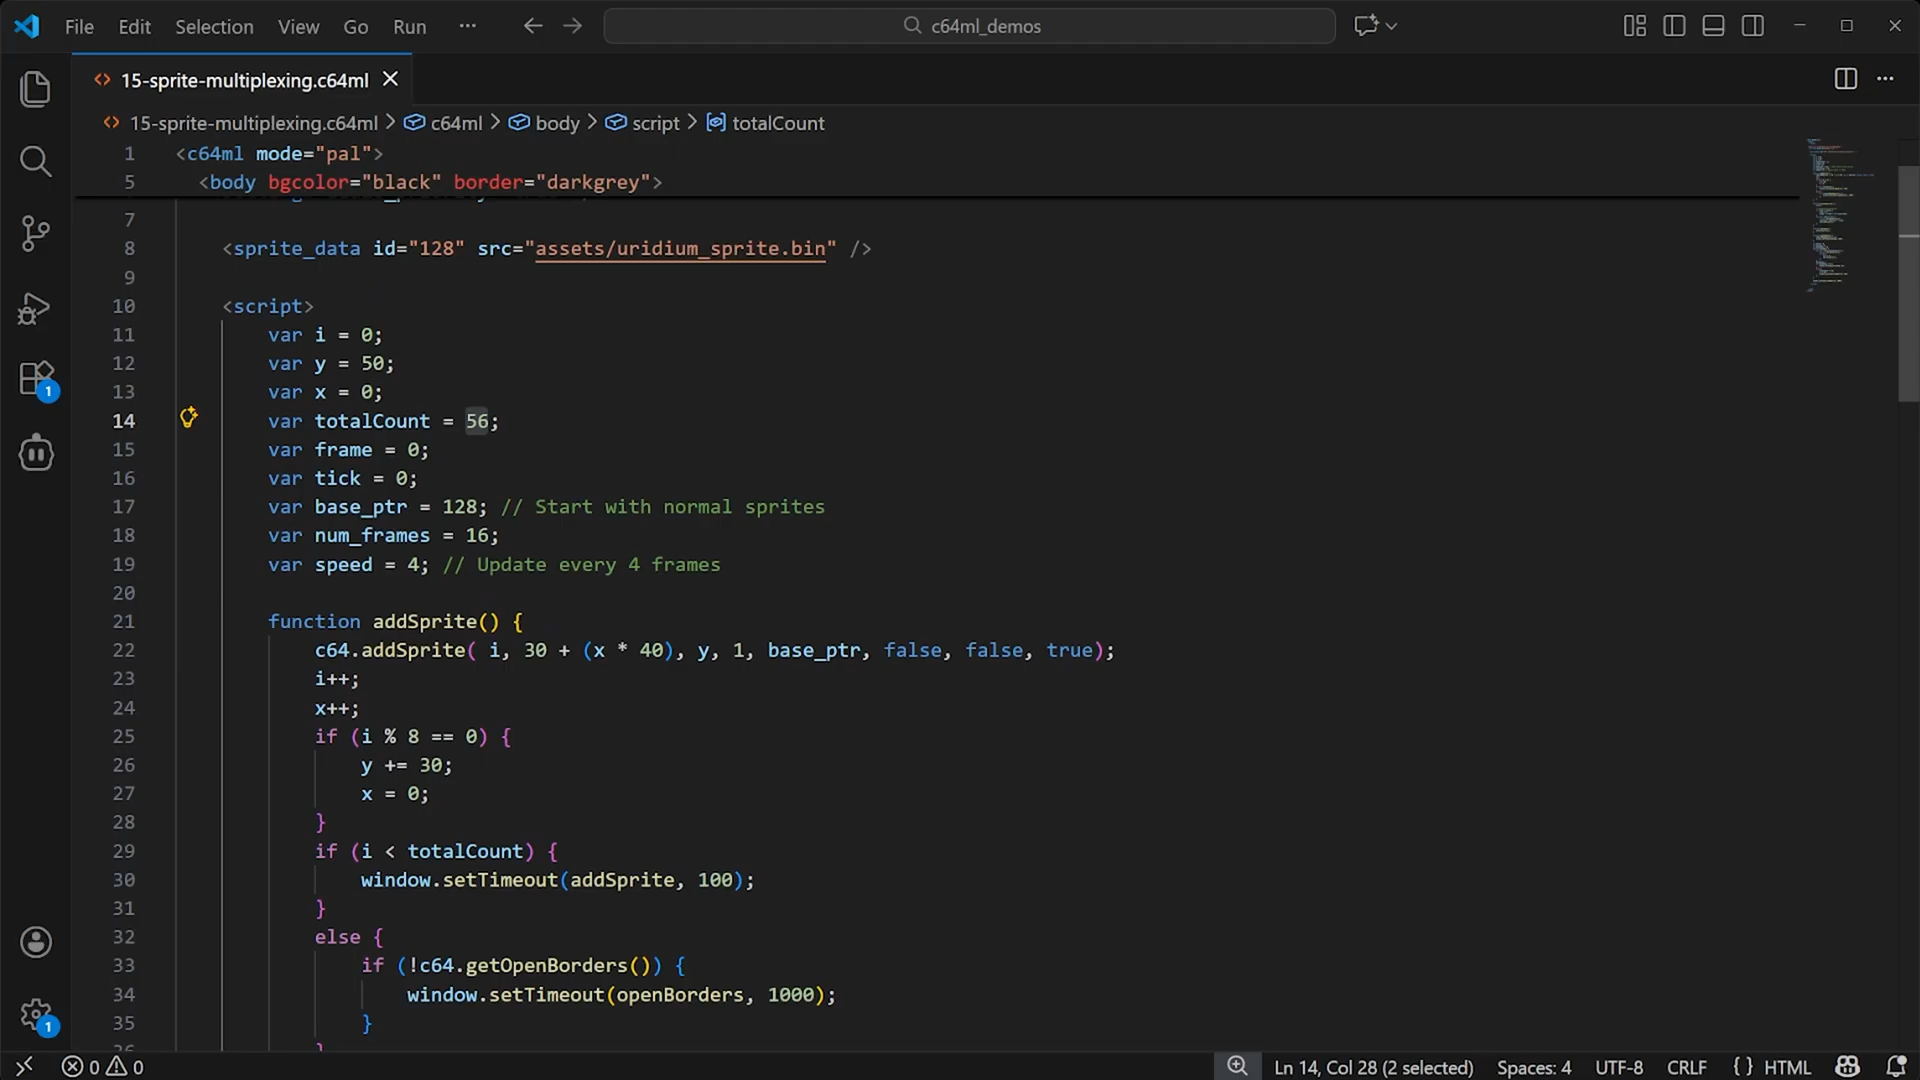 File Edit Selection View Go Run ··· c64ml_demos
15-sprite-multiplexing.c64ml
15-sprite-multiplexing.c64ml > c64ml > body > script > totalCount
1 <c64ml mode="pal">
5 <body bgcolor="black" border="darkgrey">
7
8 <sprite_data id="128" src="assets/uridium_sprite.bin" />
9
10 <script>
11 var i = 0;
12 var y = 50;
13 var x = 0;
14 var totalCount = 56;
15 var frame = 0;
16 var tick = 0;
17 var base_ptr = 128; // Start with normal sprites
18 var num_frames = 16;
19 var speed = 4; // Update every 4 frames
20
21 function addSprite() {
22 c64.addSprite( i, 30 + (x * 40), y, 1, base_ptr, false, false, true);
23 i++;
24 x++;
25 if (i % 8 == 0) {
26 y += 30;
27 x = 0;
28 }
29 if (i < totalCount) {
30 window.setTimeout(addSprite, 100);
31 }
32 else {
33 if (!c64.getOpenBorders()) {
34 window.setTimeout(openBorders, 1000);
35 }
0 0 Ln 14, Col 28 (2 selected) Spaces: 4 UTF-8 CRLF {} HTML
1
1